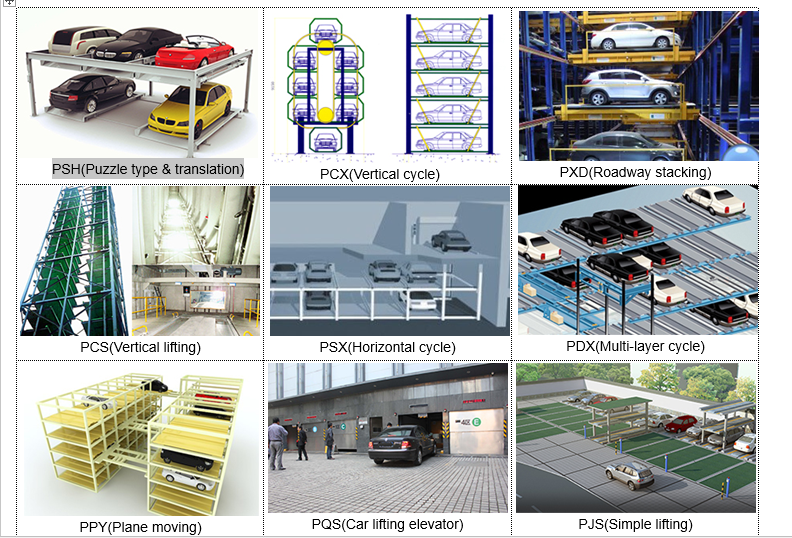 PSH(Puzzle type & translation)
PCX(Vertical cycle)
PXD(Roadway stacking)
PCS(Vertical lifting)
PSX(Horizontal cycle)
PDX(Multi-layer cycle)
PPY(Plane moving)
PQS(Car lifting elevator)
PJS(Simple lifting)